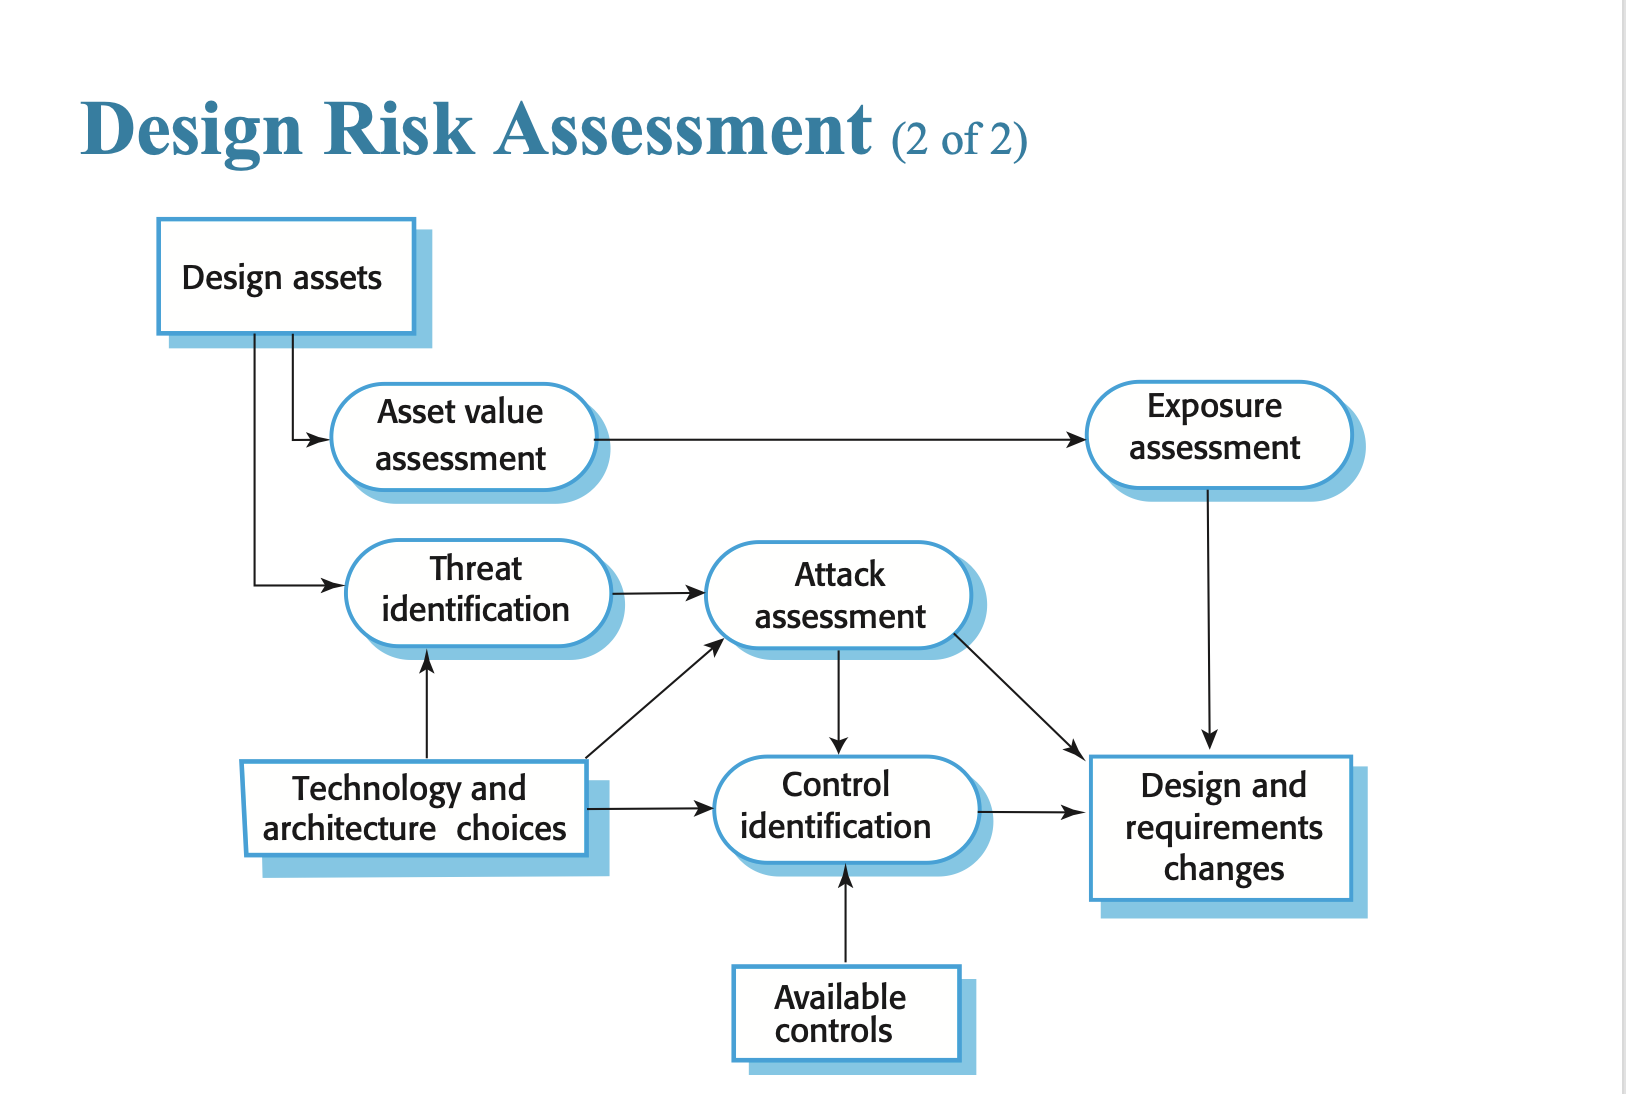 Design Risk Assessment (2 of 2)
Design assets
Asset value
assessment
Exposure
assessment
Threat
identification
Attack
assessment
Technology and
architecture choices
Control
identification
Design and
requirements
changes
Available
controls